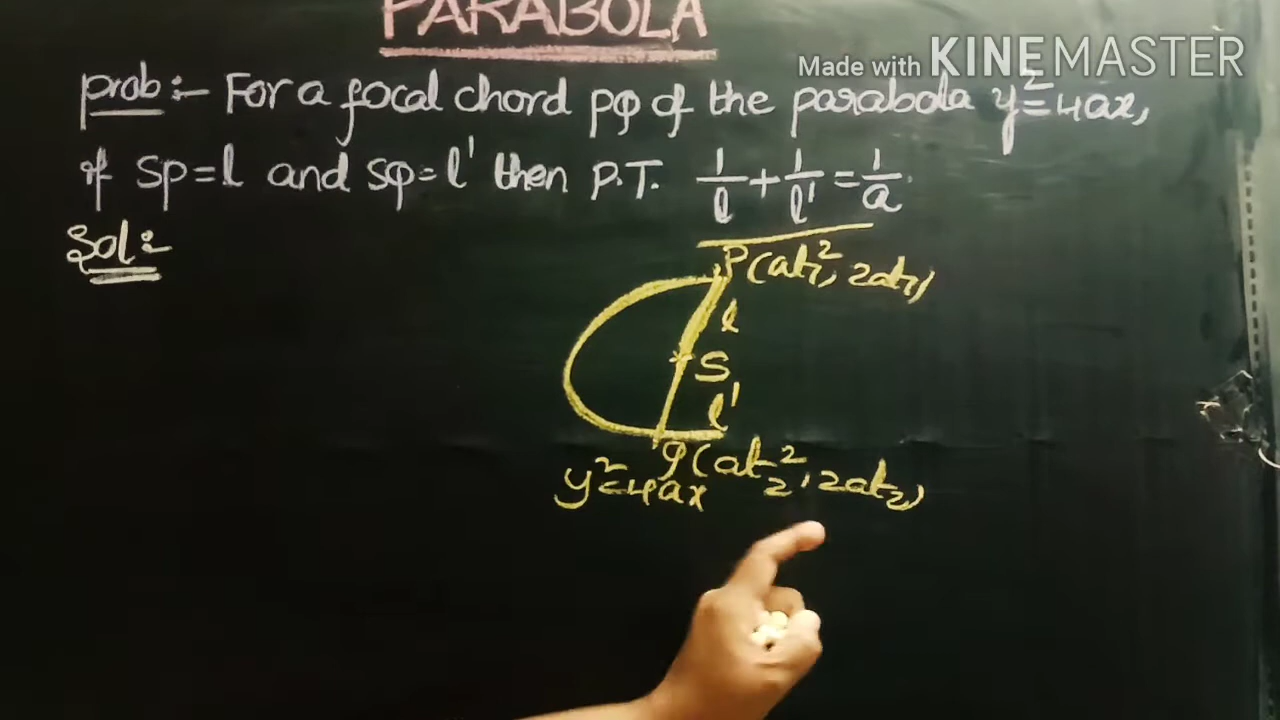 PARABOLA
Made with KINEMASTER
prob:- For a focal chord PQ of the parabola y²=4ax,
if SP=l and SQ=l' then P.T. 1/l + 1/l' = 1/a.
Sol:-
P(at₁², 2at₁)
l
S
l'
Q(at₂², 2at₂)
y²=4ax